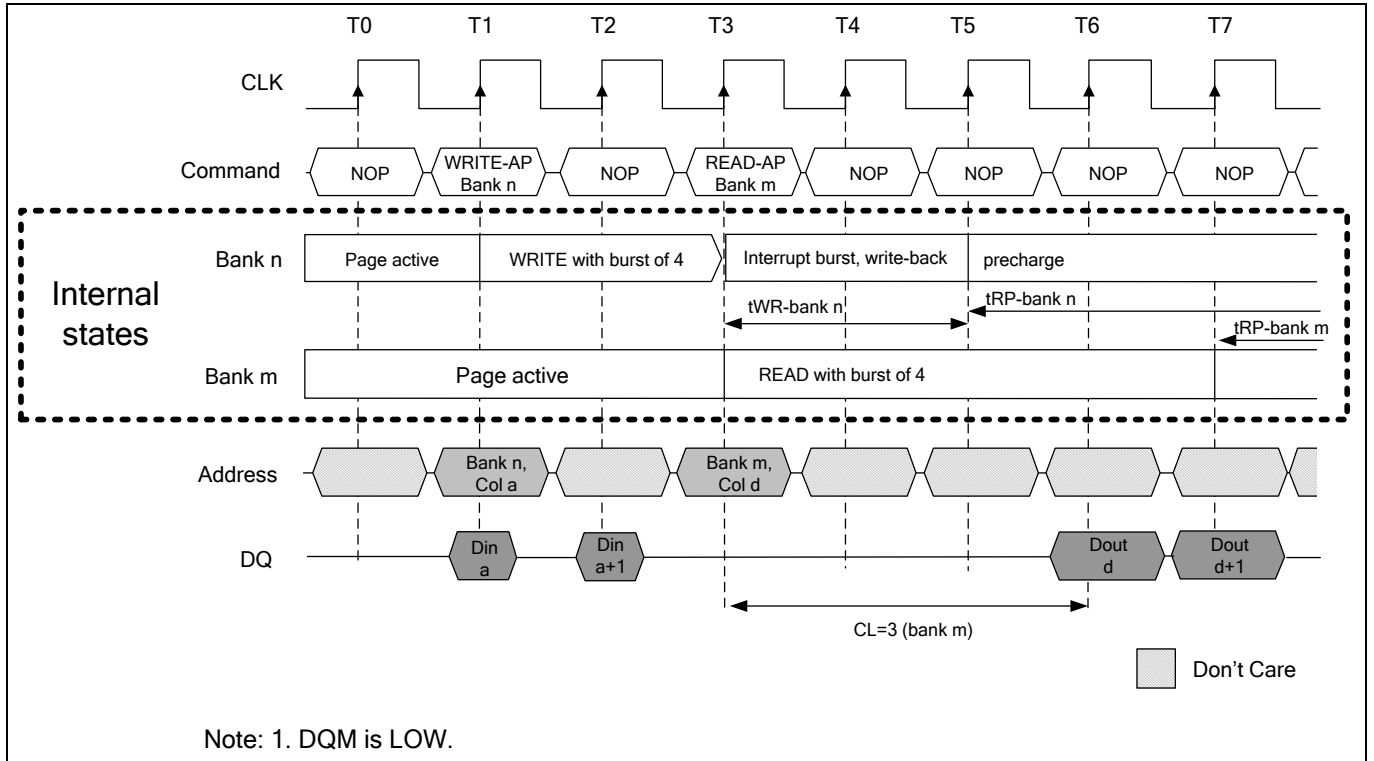 T0 T1 T2 T3 T4 T5 T6 T7
CLK
Command
NOP
WRITE-AP
Bank n
NOP
READ-AP
Bank m
NOP
NOP
NOP
NOP
Internal
states
Bank n
Page active
WRITE with burst of 4
Interrupt burst, write-back
precharge
tWR-bank n
tRP-bank n
tRP-bank m
Bank m
Page active
READ with burst of 4
Address
Bank n,
Col a
Bank m,
Col d
DQ
Din
a
Din
a+1
Dout
d
Dout
d+1
CL=3 (bank m)
Don't Care
Note: 1. DQM is LOW.